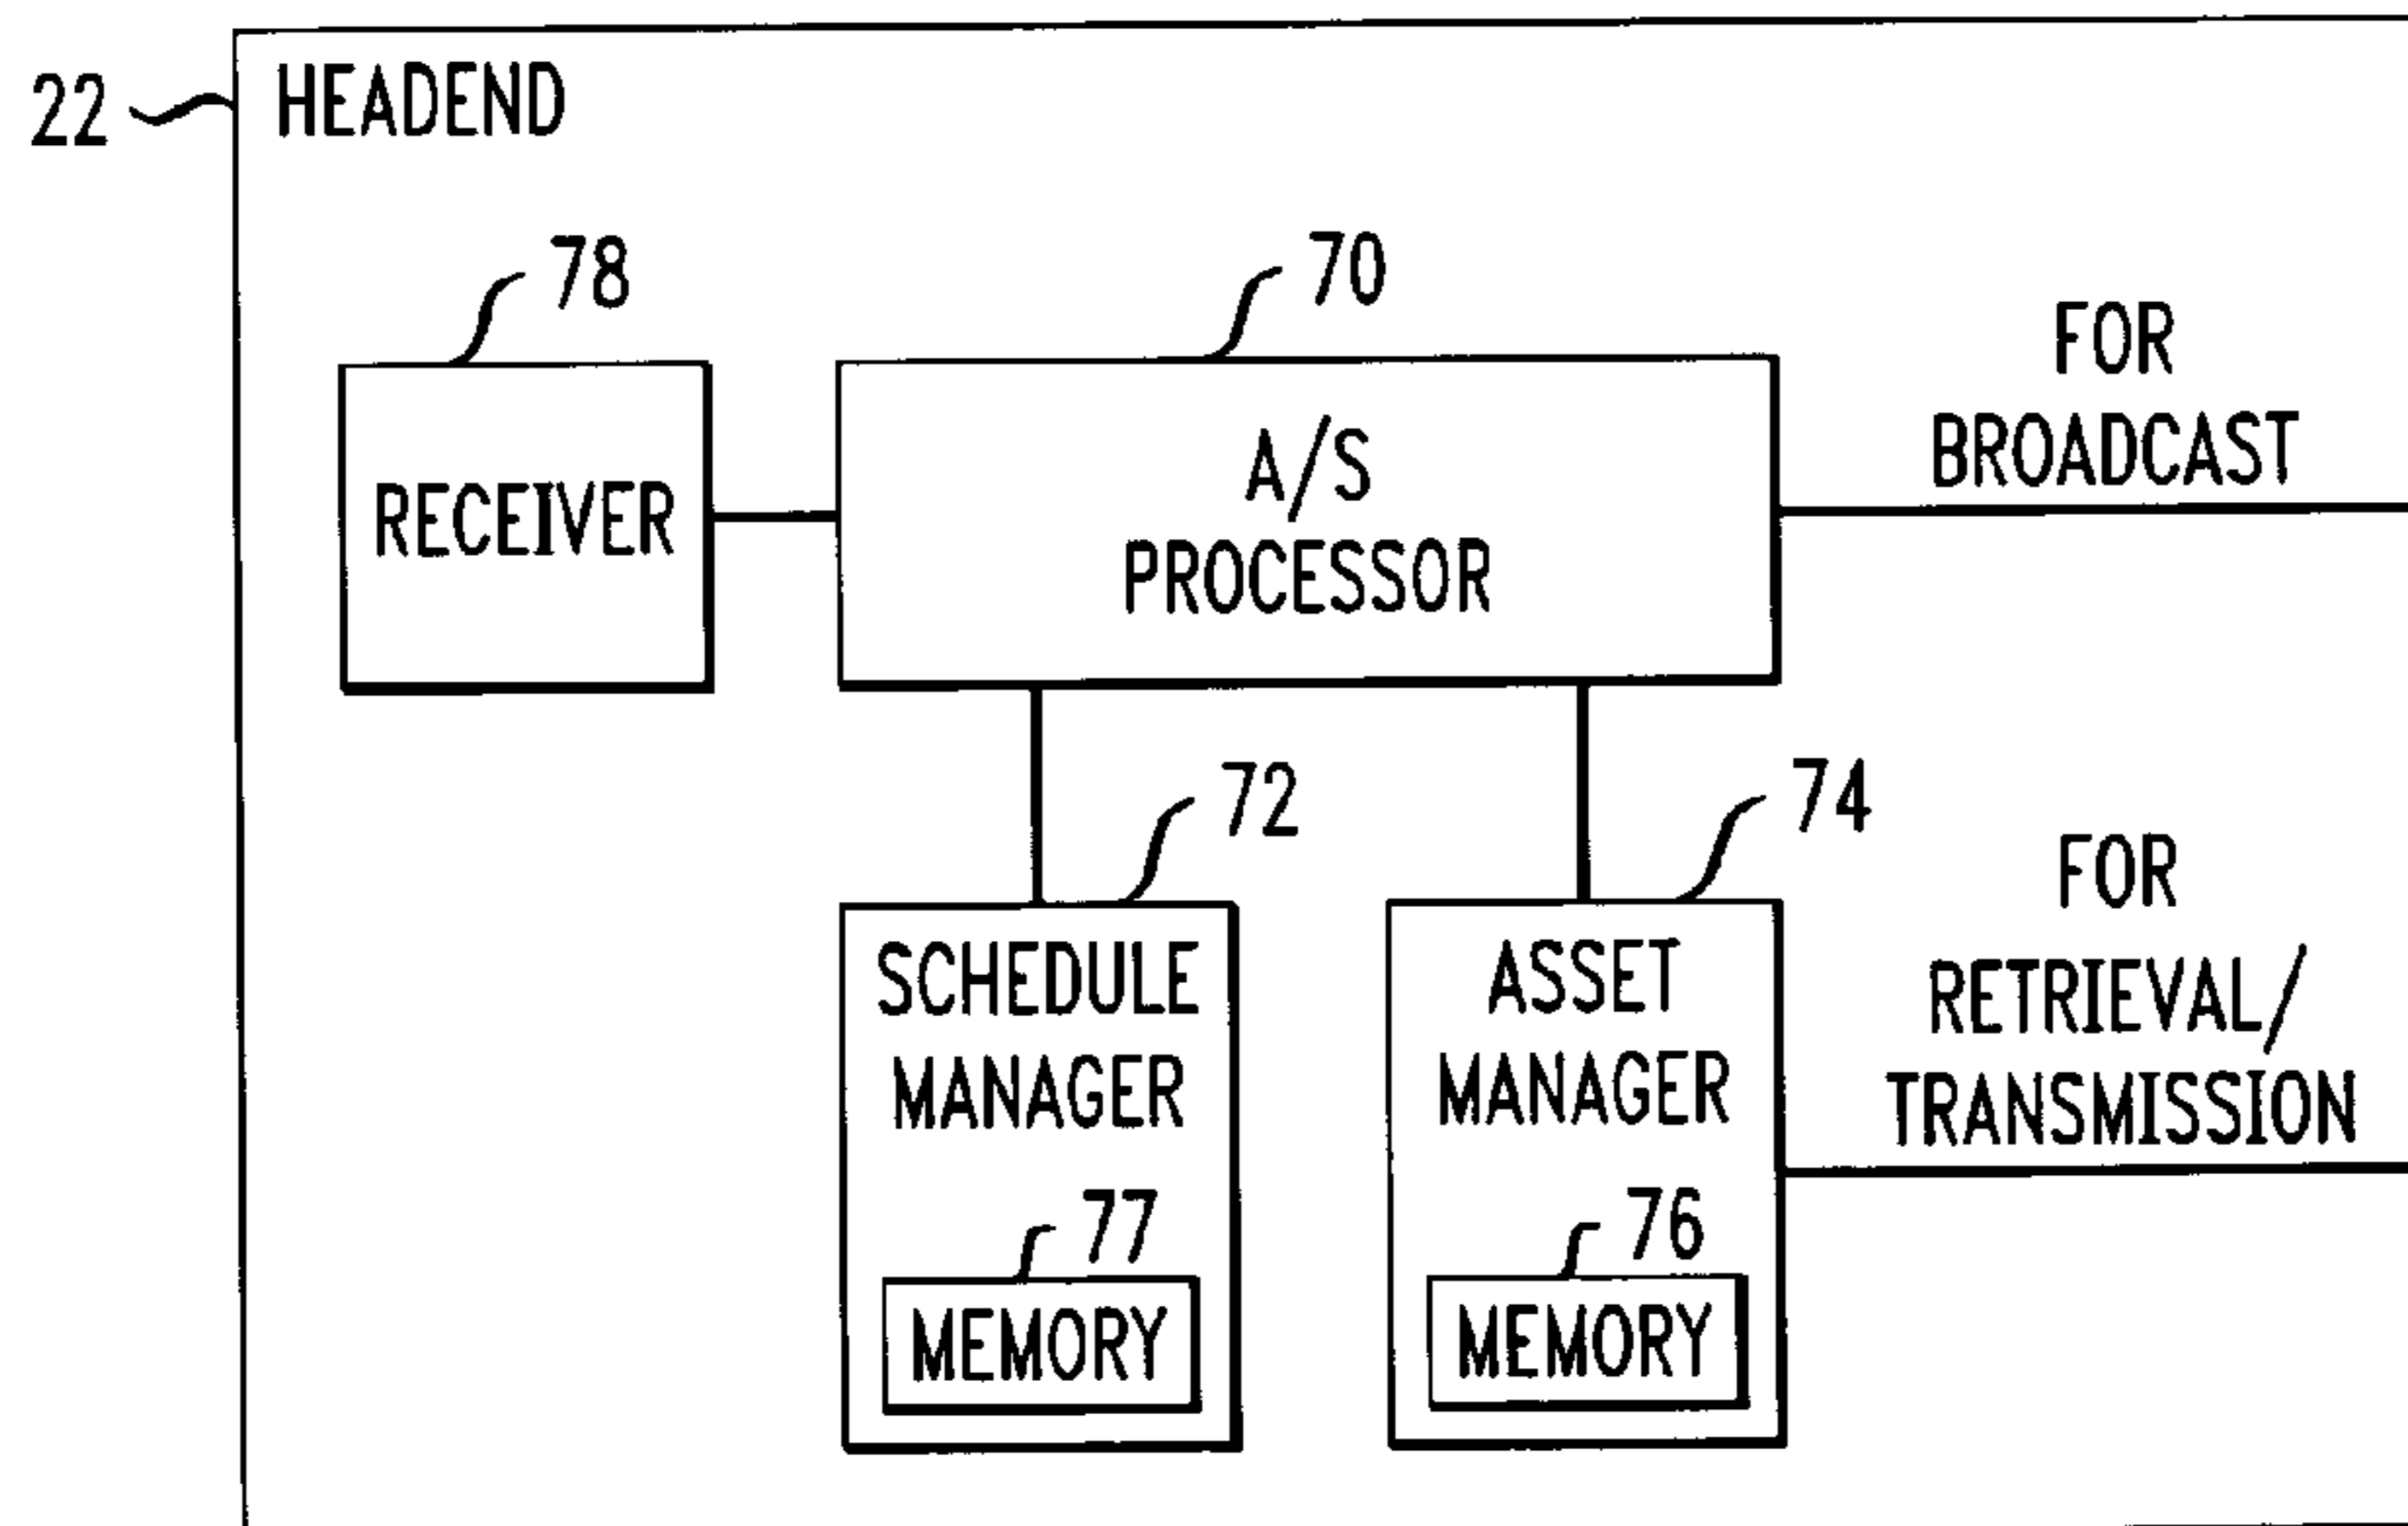 22
HEADEND
78
70
FOR
BROADCAST
RECEIVER
A/S
PROCESSOR
72
74
FOR
RETRIEVAL/
TRANSMISSION
SCHEDULE
MANAGER
ASSET
MANAGER
77
76
MEMORY
MEMORY